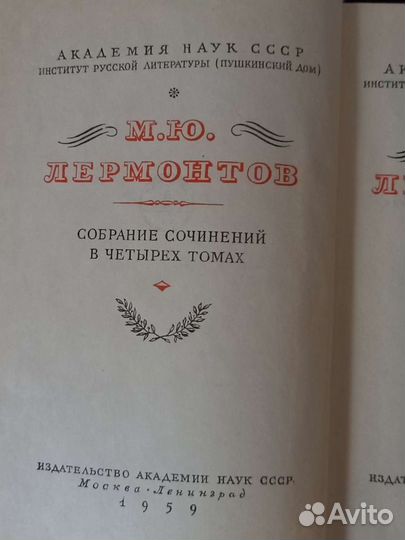 АКАДЕМИЯ НАУК СССР
ИНСТИТУТ РУССКОЙ ЛИТЕРАТУРЫ (ПУШКИНСКИЙ ДОМ)
*
М.Ю.
ЛЕРМОНТОВ
СОБРАНИЕ СОЧИНЕНИЙ
В ЧЕТЫРЕХ ТОМАХ
ИЗДАТЕЛЬСТВО АКАДЕМИИ НАУК СССР
Москва · Ленинград
1959
Avito